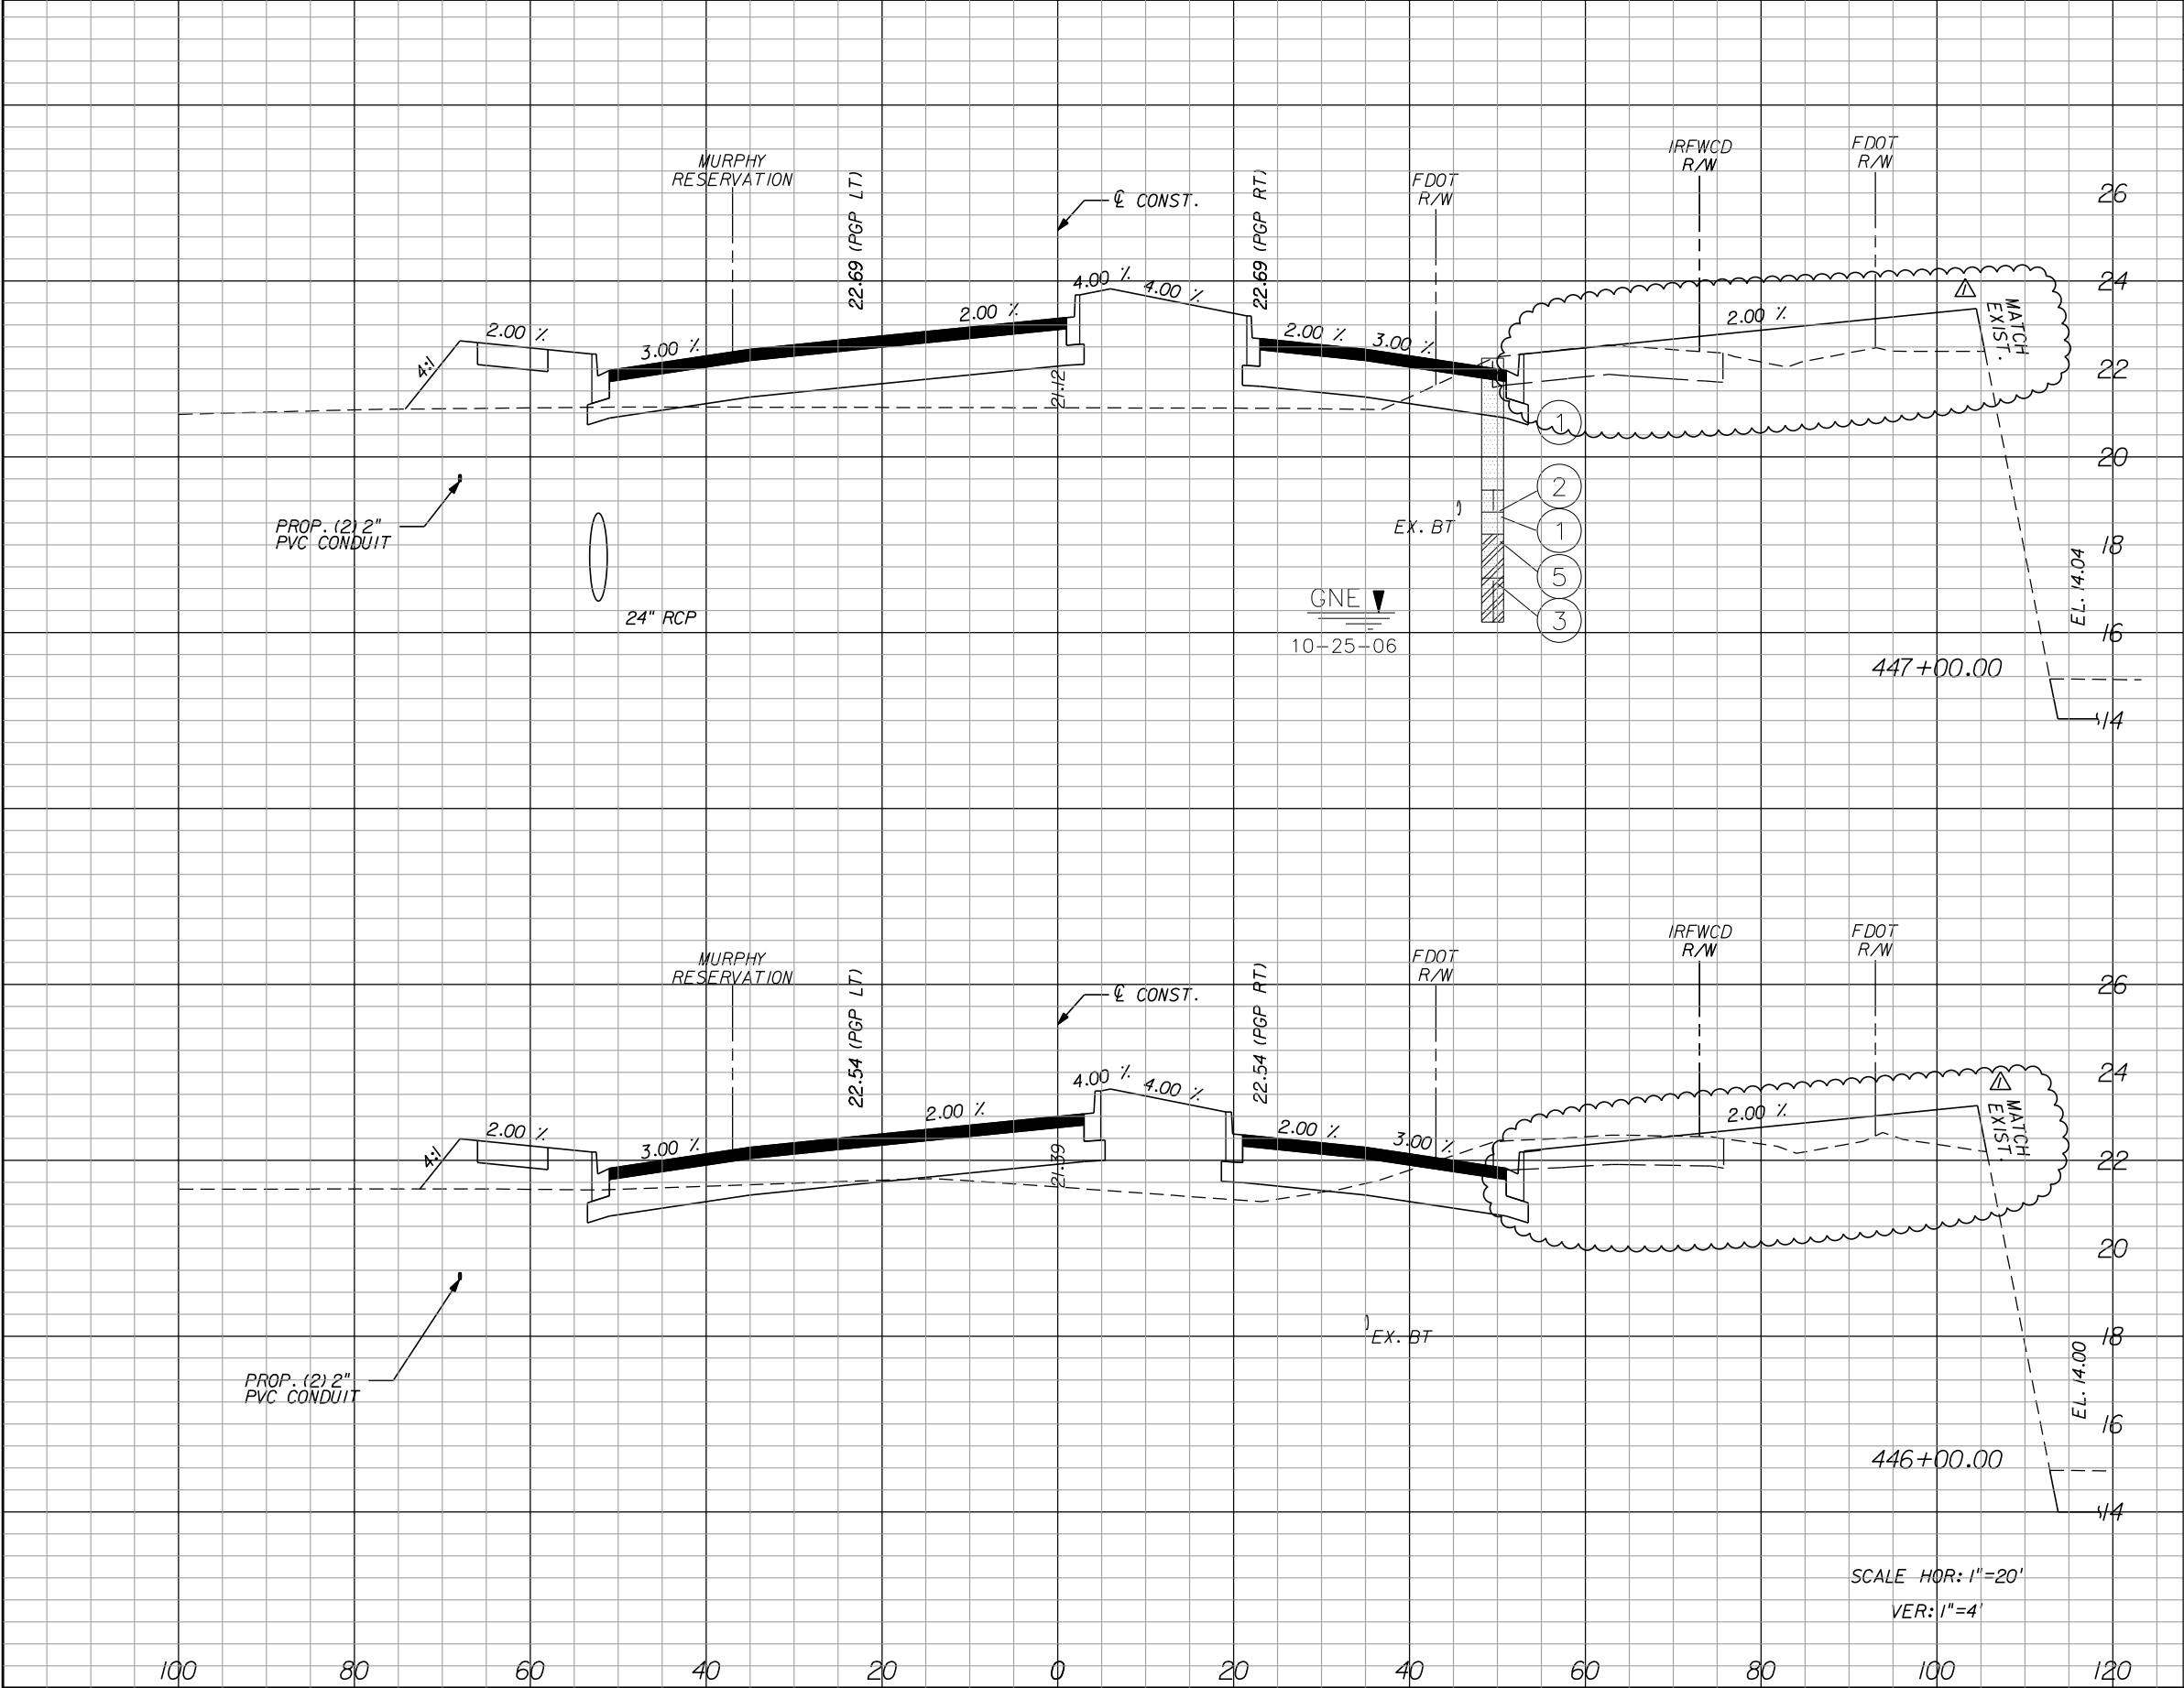 MURPHY
RESERVATION
22.69 (PGP LT)
℄ CONST.
22.69 (PGP RT)
FDOT
R/W
IRFWCD
R/W
FDOT
R/W
26
24
22
20
18
16
14
4:1
2.00 %
3.00 %
2.00 %
4.00 %
4.00 %
2.00 %
3.00 %
2.00 %
1
MATCH
EXIST.
21.12
PROP. (2) 2"
PVC CONDUIT
24" RCP
EX. BT
1
2
1
5
3
GNE
10-25-06
EL. 14.04
447+00.00
MURPHY
RESERVATION
22.54 (PGP LT)
℄ CONST.
22.54 (PGP RT)
FDOT
R/W
IRFWCD
R/W
FDOT
R/W
26
24
22
20
18
16
14
4:1
2.00 %
3.00 %
2.00 %
4.00 %
4.00 %
2.00 %
3.00 %
2.00 %
1
MATCH
EXIST.
21.39
PROP. (2) 2"
PVC CONDUIT
EX. BT
EL. 14.00
446+00.00
SCALE HOR: 1"=20'
VER: 1"=4'
100 80 60 40 20 0 20 40 60 80 100 120